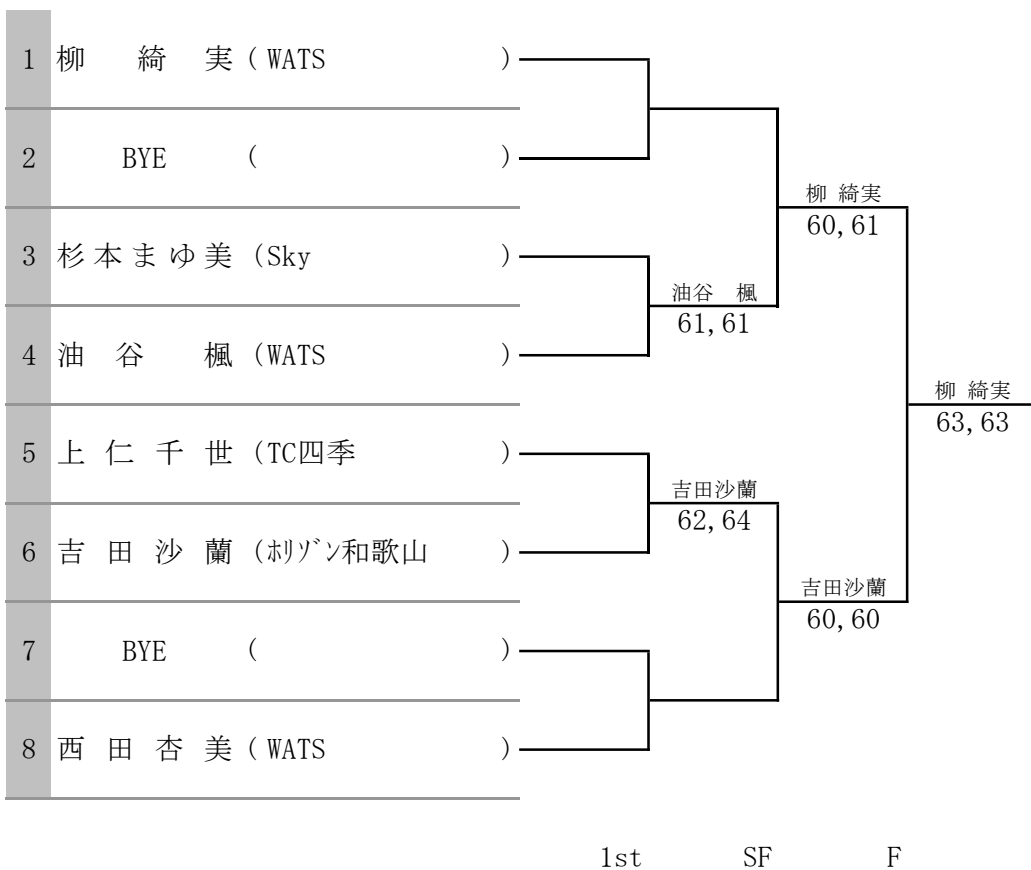 1 柳 綺 実 ( WATS )
2 BYE ( )
柳 綺実
60,61
3 杉本まゆ美 (Sky )
油谷 楓
61,61
4 油 谷 楓 (WATS )
柳 綺実
63,63
5 上 仁 千 世 (TC四季 )
吉田沙蘭
62,64
6 吉 田 沙 蘭 (ﾎﾘｿﾞﾝ和歌山 )
吉田沙蘭
60,60
7 BYE ( )
8 西 田 杏 美 ( WATS )
1st SF F